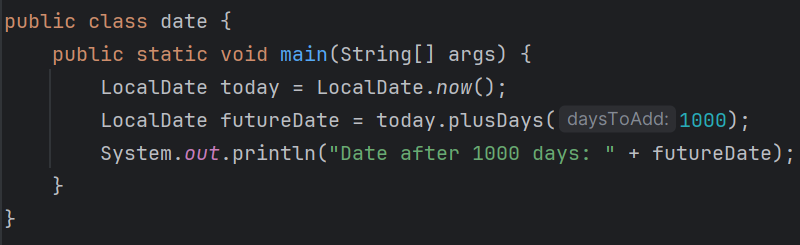 public class date {
    public static void main(String[] args) {
        LocalDate today = LocalDate.now();
        LocalDate futureDate = today.plusDays( daysToAdd: 1000);
        System.out.println("Date after 1000 days: " + futureDate);
    }
}